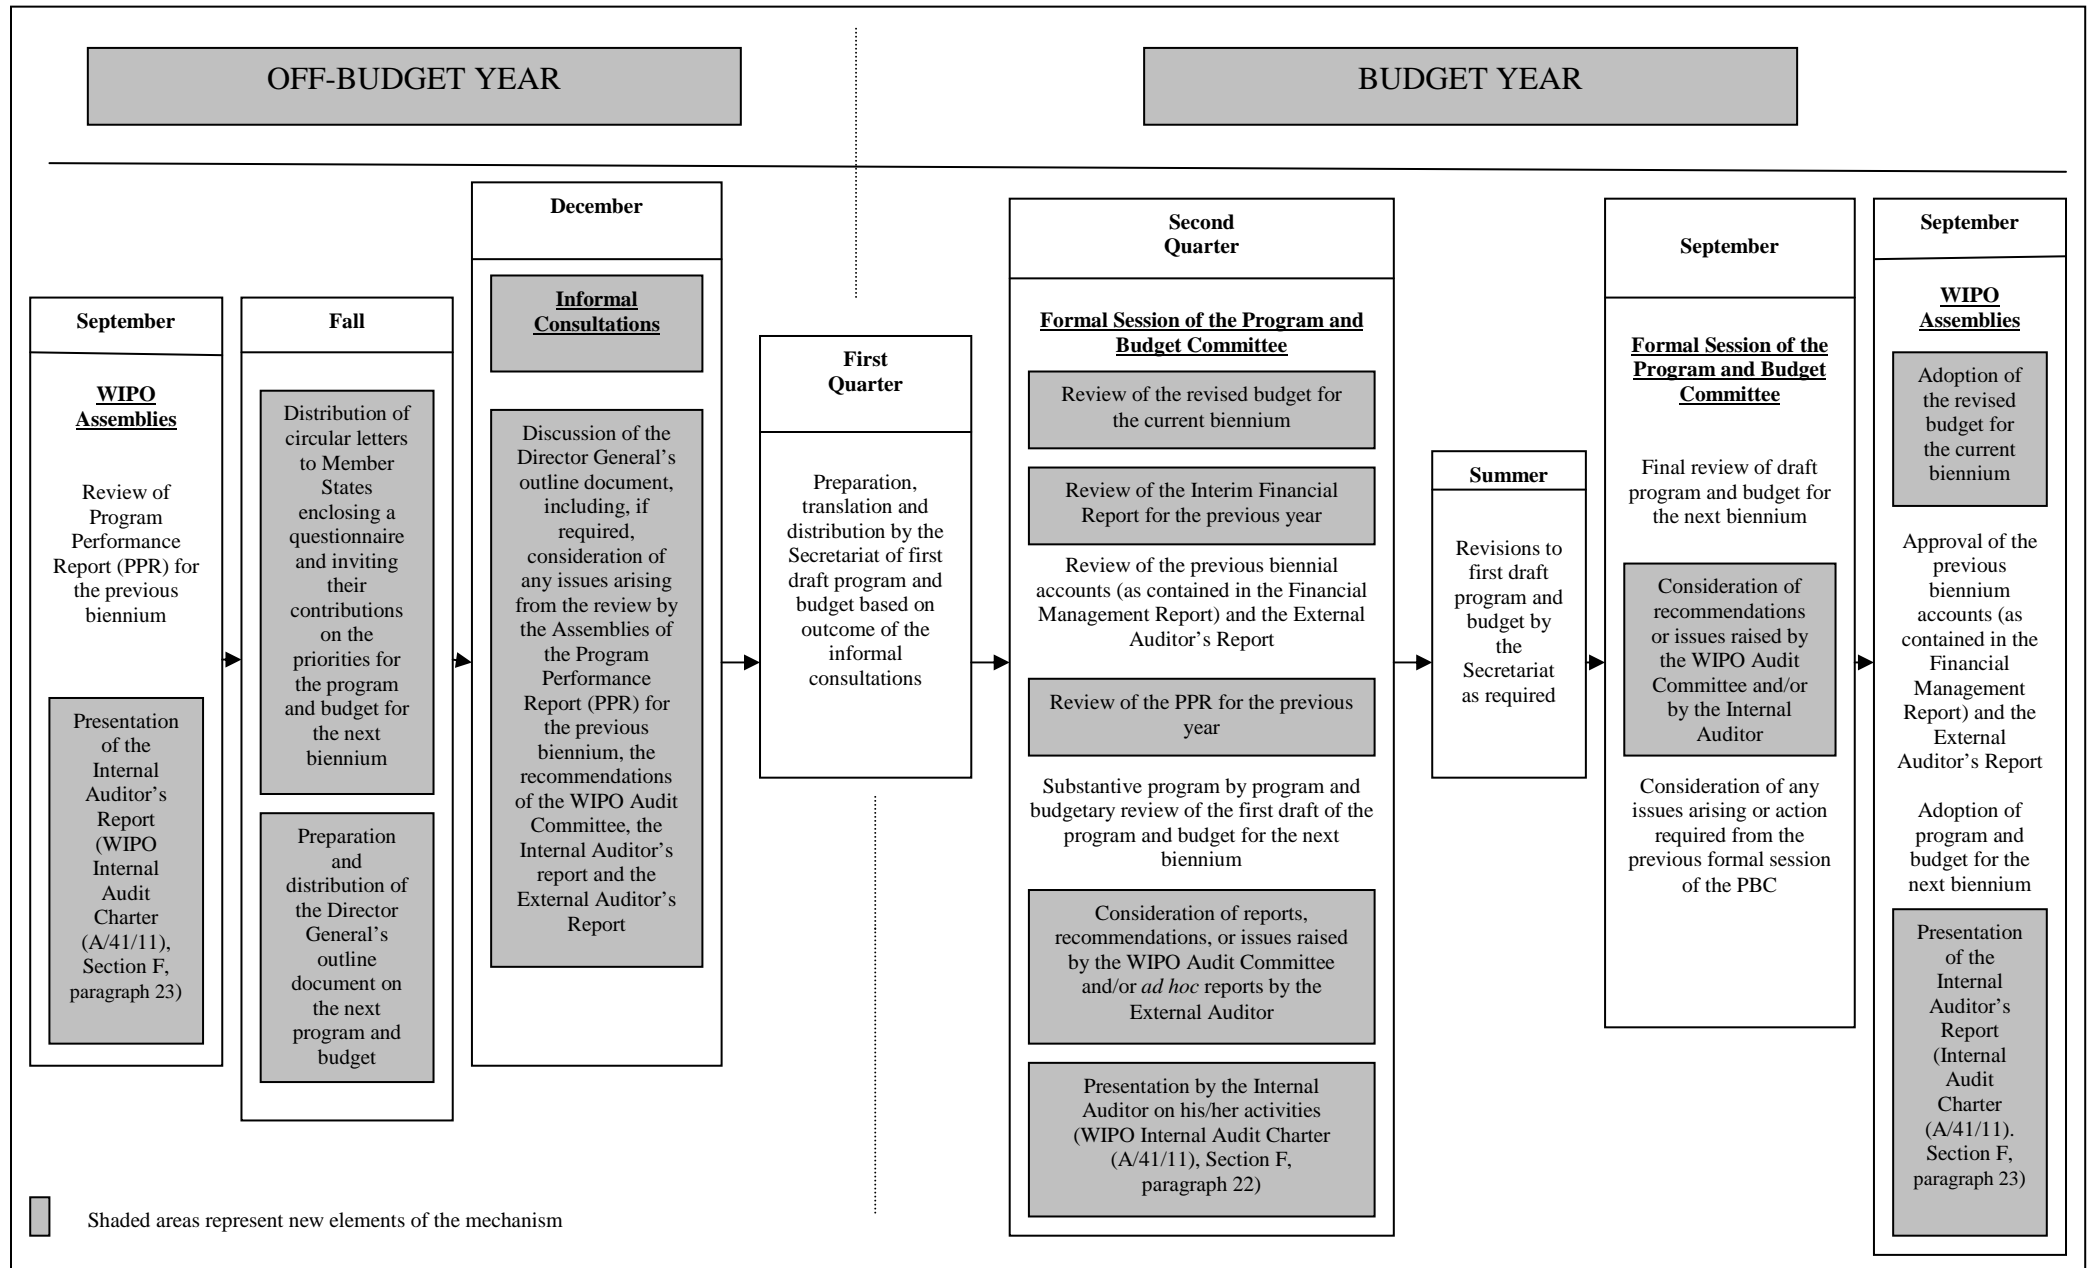 OFF-BUDGET YEAR
BUDGET YEAR
September
WIPO
Assemblies
Review of
Program
Performance
Report (PPR) for
the previous
biennium
Presentation
of the
Internal
Auditor’s
Report
(WIPO
Internal
Audit
Charter
(A/41/11),
Section F,
paragraph 23)
Fall
Distribution of
circular letters
to Member
States
enclosing a
questionnaire
and inviting
their
contributions
on the
priorities for
the program
and budget for
the next
biennium
Preparation
and
distribution of
the Director
General’s
outline
document on
the next
program and
budget
December
Informal
Consultations
Discussion of the
Director General’s
outline document,
including, if
required,
consideration of
any issues arising
from the review by
the Assemblies of
the Program
Performance
Report (PPR) for
the previous
biennium, the
recommendations
of the WIPO Audit
Committee, the
Internal Auditor’s
report and the
External Auditor’s
Report
First
Quarter
Preparation,
translation and
distribution by the
Secretariat of first
draft program and
budget based on
outcome of the
informal
consultations
Second
Quarter
Formal Session of the Program and
Budget Committee
Review of the revised budget for
the current biennium
Review of the Interim Financial
Report for the previous year
Review of the previous biennial
accounts (as contained in the Financial
Management Report) and the External
Auditor’s Report
Review of the PPR for the previous
year
Substantive program by program and
budgetary review of the first draft of the
program and budget for the next
biennium
Consideration of reports,
recommendations, or issues raised
by the WIPO Audit Committee
and/or ad hoc reports by the
External Auditor
Presentation by the Internal
Auditor on his/her activities
(WIPO Internal Audit Charter
(A/41/11), Section F,
paragraph 22)
Summer
Revisions to
first draft
program and
budget by
the
Secretariat
as required
September
Formal Session of the
Program and Budget
Committee
Final review of draft
program and budget for
the next biennium
Consideration of
recommendations
or issues raised by
the WIPO Audit
Committee and/or
by the Internal
Auditor
Consideration of any
issues arising or action
required from the
previous formal session
of the PBC
September
WIPO
Assemblies
Adoption of
the revised
budget for
the current
biennium
Approval of the
previous
biennium
accounts (as
contained in the
Financial
Management
Report) and the
External
Auditor’s Report
Adoption of
program and
budget for the
next biennium
Presentation
of the
Internal
Auditor’s
Report
(Internal
Audit
Charter
(A/41/11).
Section F,
paragraph 23)
Shaded areas represent new elements of the mechanism